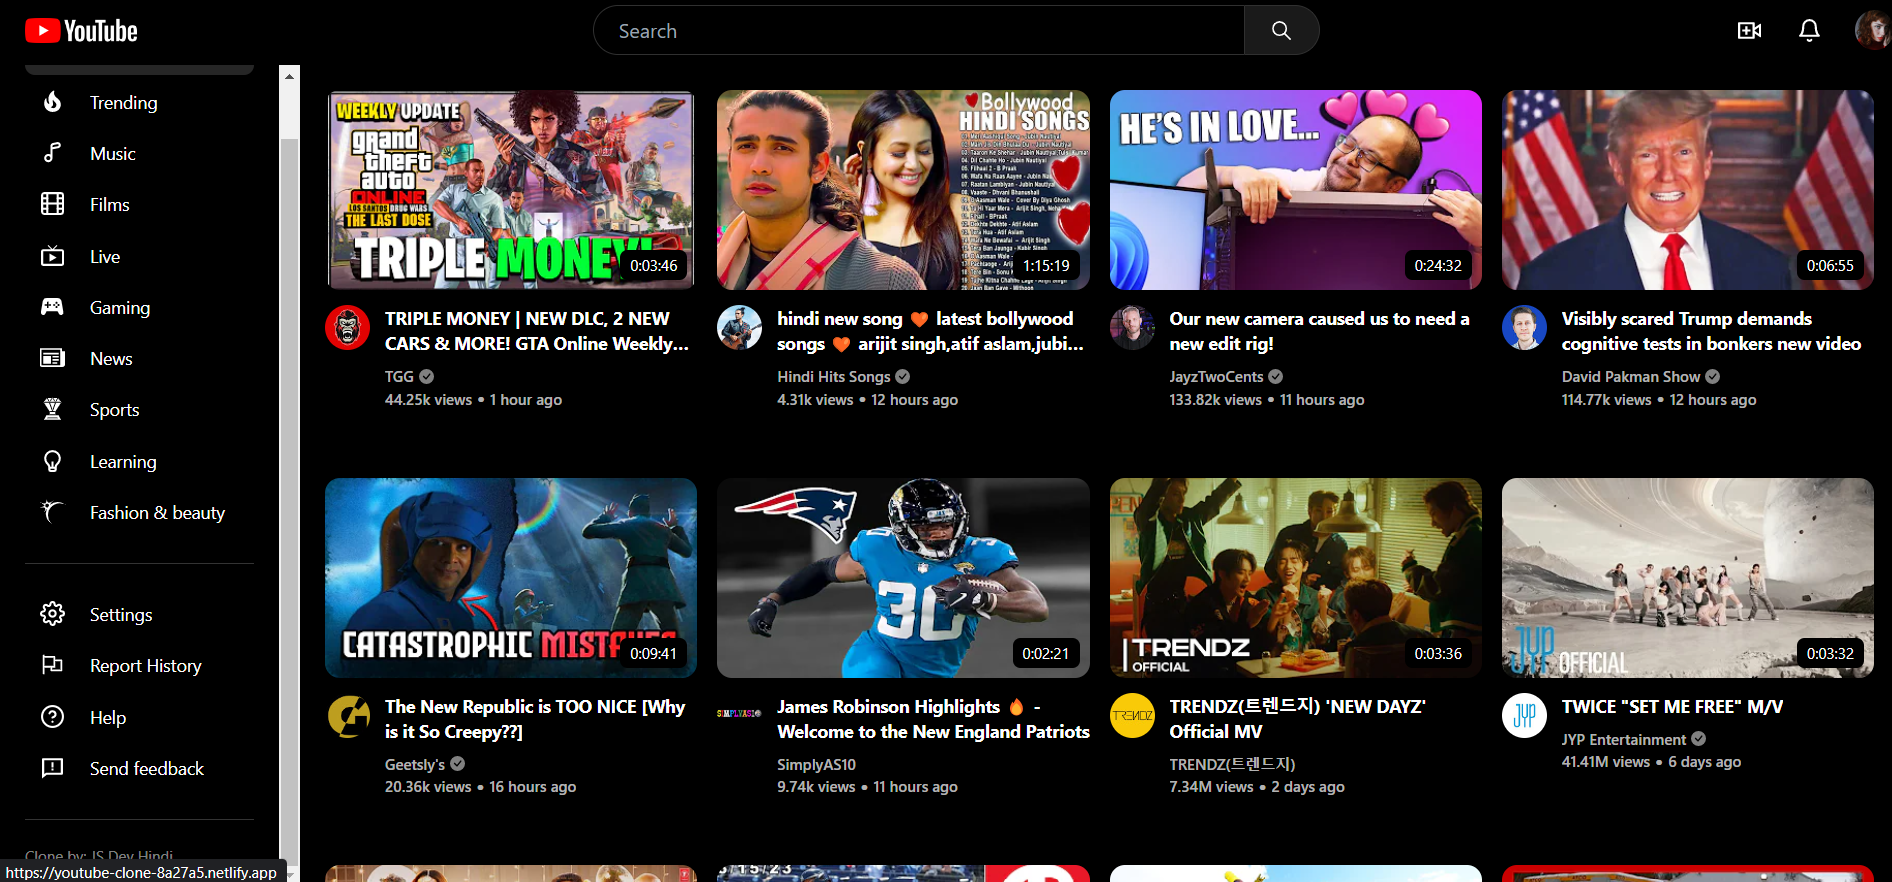 YouTube
Search
Trending
Music
Films
Live
Gaming
News
Sports
Learning
Fashion & beauty
Settings
Report History
Help
Send feedback
Clone by: JS Dev Hindi
https://youtube-clone-8a27a5.netlify.app
WEEKLY UPDATE
grand
theft
auto
ONLINE
LOS SANTOS DRUG WARS
THE LAST DOSE
TRIPLE MONEY!
0:03:46
TRIPLE MONEY | NEW DLC, 2 NEW
CARS & MORE! GTA Online Weekly...
TGG
44.25k views • 1 hour ago
Bollywood
HINDI SONGS
1:15:19
hindi new song 🧡 latest bollywood
songs 🧡 arijit singh,atif aslam,jubi...
Hindi Hits Songs
4.31k views • 12 hours ago
HE'S IN LOVE...
0:24:32
Our new camera caused us to need a
new edit rig!
JayzTwoCents
133.82k views • 11 hours ago
0:06:55
Visibly scared Trump demands
cognitive tests in bonkers new video
David Pakman Show
114.77k views • 12 hours ago
CATASTROPHIC
0:09:41
The New Republic is TOO NICE [Why
is it So Creepy??]
Geetsly's
20.36k views • 16 hours ago
30
0:02:21
SIMPLYAS10
James Robinson Highlights 🔥 -
Welcome to the New England Patriots
SimplyAS10
9.74k views • 11 hours ago
TRENDZ
OFFICIAL
0:03:36
TRENDZ
TRENDZ(트렌드지) 'NEW DAYZ'
Official MV
TRENDZ(트렌드지)
7.34M views • 2 days ago
JYP OFFICIAL
0:03:32
JYP
TWICE "SET ME FREE" M/V
JYP Entertainment
41.41M views • 6 days ago